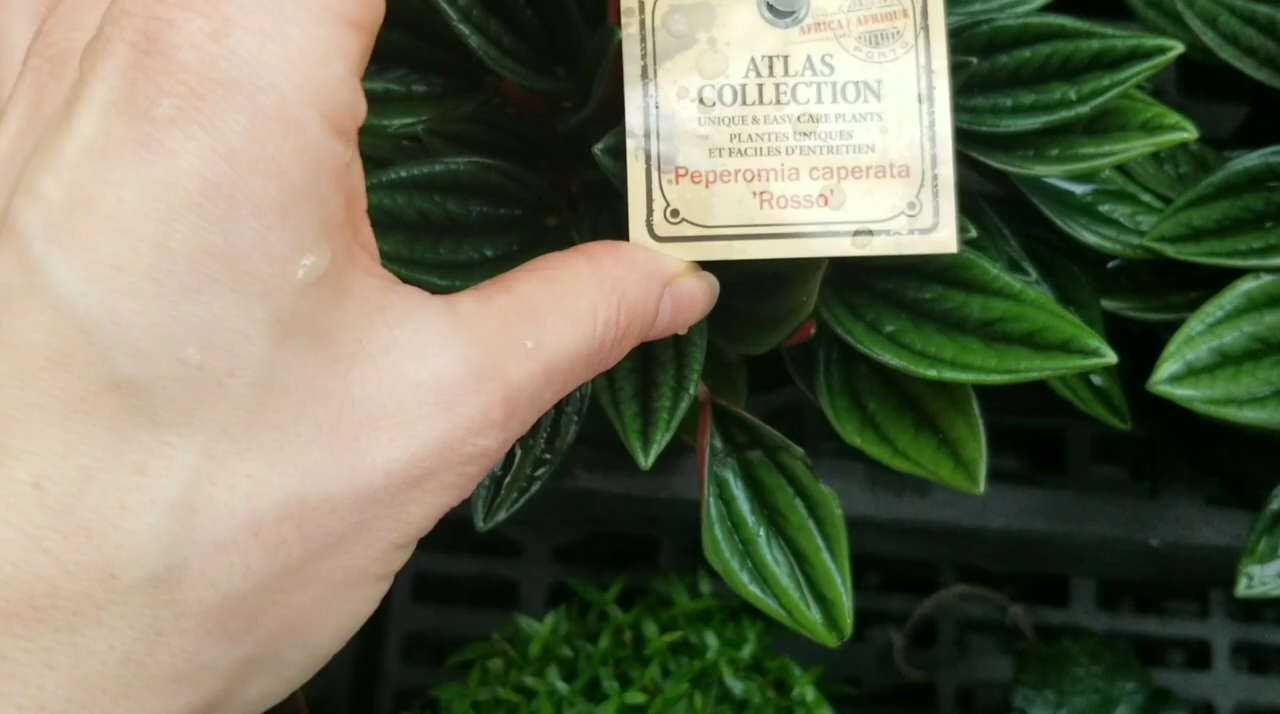 AFRICA / AFRIQUE
PORTO
ATLAS
COLLECTION
UNIQUE & EASY CARE PLANTS
PLANTES UNIQUES
ET FACILES D'ENTRETIEN
Peperomia caperata
'Rosso'